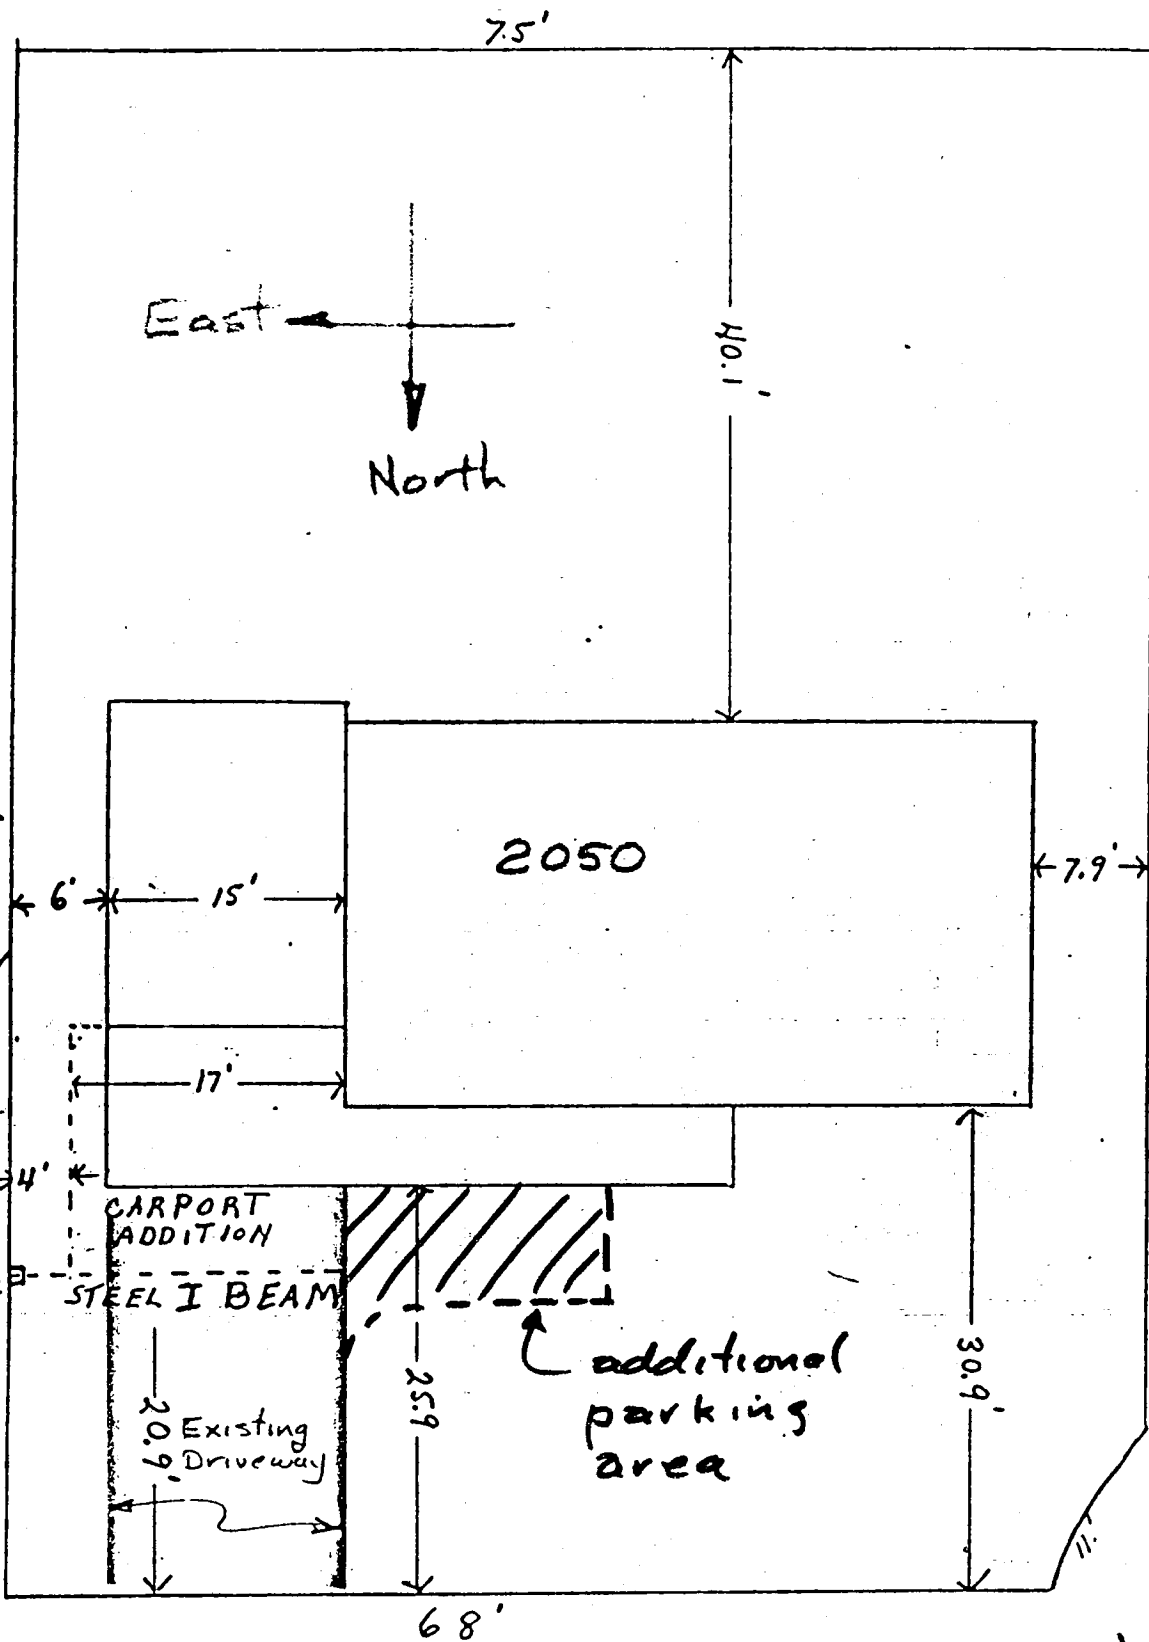 7.5'
40.1'
East
North
2050
7.9'
6'
15'
17'
4'
CARPORT
ADDITION
STEEL I BEAM
additional
parking
area
20.9'
Existing
Driveway
25.9
30.9'
11'
68'